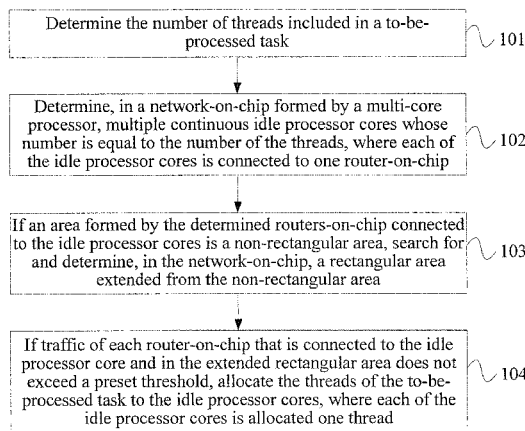 Determine the number of threads included in a to-be-
processed task
101
Determine, in a network-on-chip formed by a multi-core
processor, multiple continuous idle processor cores whose
number is equal to the number of the threads, where each of
the idle processor cores is connected to one router-on-chip
102
If an area formed by the determined routers-on-chip connected
to the idle processor cores is a non-rectangular area, search for
and determine, in the network-on-chip, a rectangular area
extended from the non-rectangular area
103
If traffic of each router-on-chip that is connected to the idle
processor core and in the extended rectangular area does not
exceed a preset threshold, allocate the threads of the to-be-
processed task to the idle processor cores, where each of the
idle processor cores is allocated one thread
104